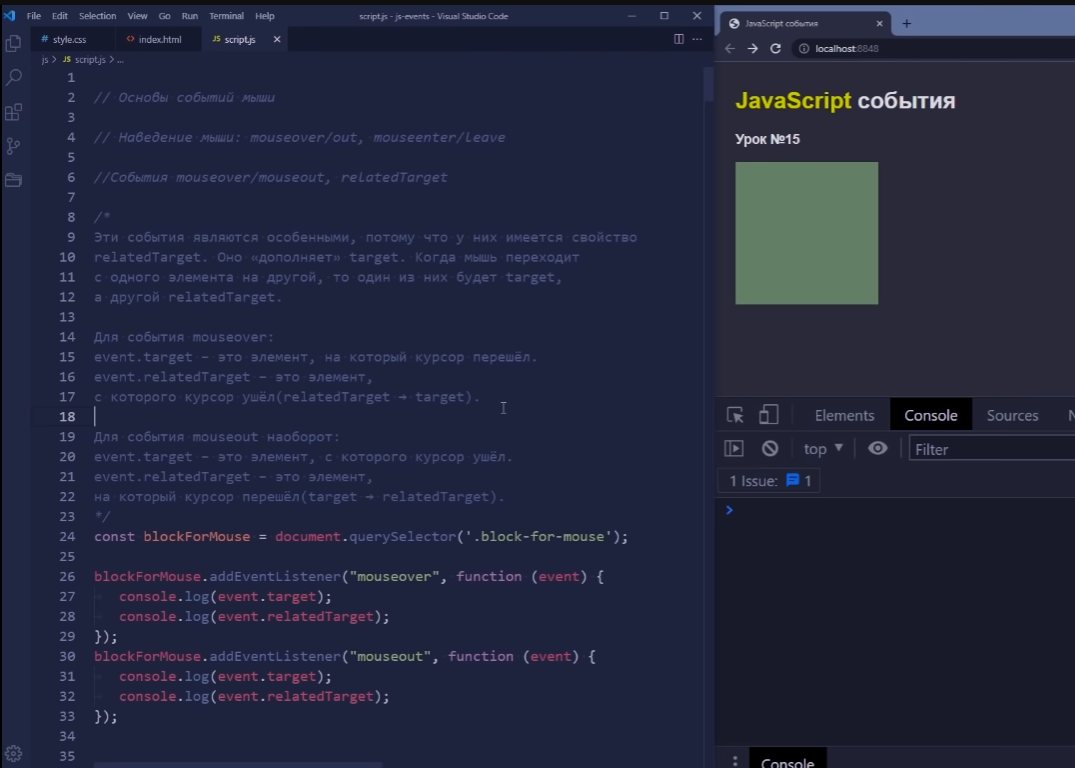 File Edit Selection View Go Run Terminal Help
script.js - js-events - Visual Studio Code
# style.css
<> index.html
JS script.js
js > JS script.js > ...
1
2 // Основы событий мыши
3
4 // Наведение мыши: mouseover/out, mouseenter/leave
5
6 //События mouseover/mouseout, relatedTarget
7
8 /*
9 Эти события являются особенными, потому что у них имеется свойство
10 relatedTarget. Оно «дополняет» target. Когда мышь переходит
11 с одного элемента на другой, то один из них будет target,
12 а другой relatedTarget.
13
14 Для события mouseover:
15 event.target – это элемент, на который курсор перешёл.
16 event.relatedTarget – это элемент,
17 с которого курсор ушёл(relatedTarget → target).
18
19 Для события mouseout наоборот:
20 event.target – это элемент, с которого курсор ушёл.
21 event.relatedTarget – это элемент,
22 на который курсор перешёл(target → relatedTarget).
23 */
24 const blockForMouse = document.querySelector('.block-for-mouse');
25
26 blockForMouse.addEventListener("mouseover", function (event) {
27 console.log(event.target);
28 console.log(event.relatedTarget);
29 });
30 blockForMouse.addEventListener("mouseout", function (event) {
31 console.log(event.target);
32 console.log(event.relatedTarget);
33 });
34
35
JavaScript события
localhost:8848
JavaScript события
Урок №15
Elements Console Sources N
top Filter
1 Issue: 1
Console